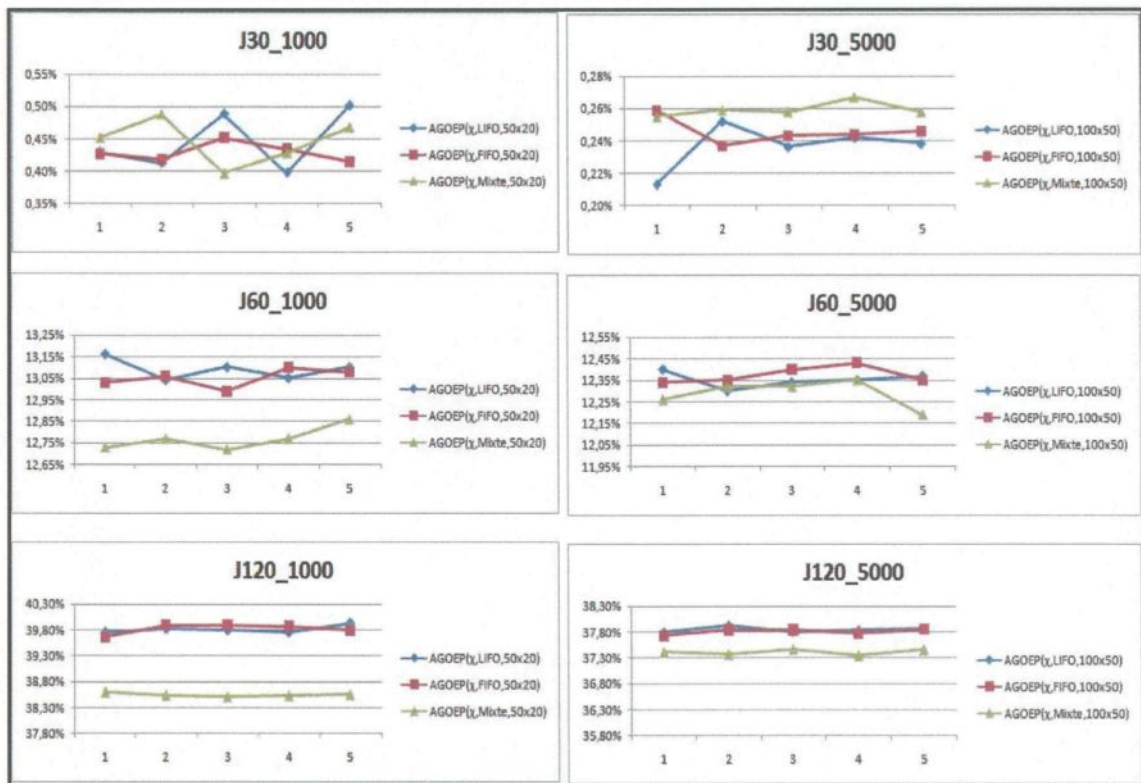 J30_1000
0,55%
0,50%
0,45%
0,40%
0,35%
1 2 3 4 5
AGOEP(χ,LIFO,50x20)
AGOEP(χ,FIFO,50x20)
AGOEP(χ,Mixte,50x20)
J30_5000
0,28%
0,26%
0,24%
0,22%
0,20%
1 2 3 4 5
AGOEP(χ,LIFO,100x50)
AGOEP(χ,FIFO,100x50)
AGOEP(χ,Mixte,100x50)
J60_1000
13,25%
13,15%
13,05%
12,95%
12,85%
12,75%
12,65%
1 2 3 4 5
AGOEP(χ,LIFO,50x20)
AGOEP(χ,FIFO,50x20)
AGOEP(χ,Mixte,50x20)
J60_5000
12,55%
12,45%
12,35%
12,25%
12,15%
12,05%
11,95%
1 2 3 4 5
AGOEP(χ,LIFO,100x50)
AGOEP(χ,FIFO,100x50)
AGOEP(χ,Mixte,100x50)
J120_1000
40,30%
39,80%
39,30%
38,80%
38,30%
37,80%
1 2 3 4 5
AGOEP(χ,LIFO,50x20)
AGOEP(χ,FIFO,50x20)
AGOEP(χ,Mixte,50x20)
J120_5000
38,30%
37,80%
37,30%
36,80%
36,30%
35,80%
1 2 3 4 5
AGOEP(χ,LIFO,100x50)
AGOEP(χ,FIFO,100x50)
AGOEP(χ,Mixte,100x50)